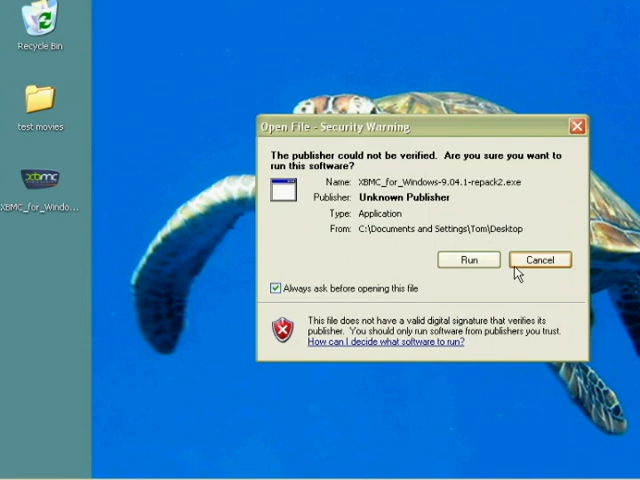 Recycle Bin
test movies
xbmc
XBMC_for_Windo...
Open File - Security Warning
The publisher could not be verified. Are you sure you want to
run this software?
Name: XBMC_for_Windows-9.04.1-repack2.exe
Publisher: Unknown Publisher
Type: Application
From: C:\Documents and Settings\Tom\Desktop
Run Cancel
Always ask before opening this file
This file does not have a valid digital signature that verifies its
publisher. You should only run software from publishers you trust.
How can I decide what software to run?